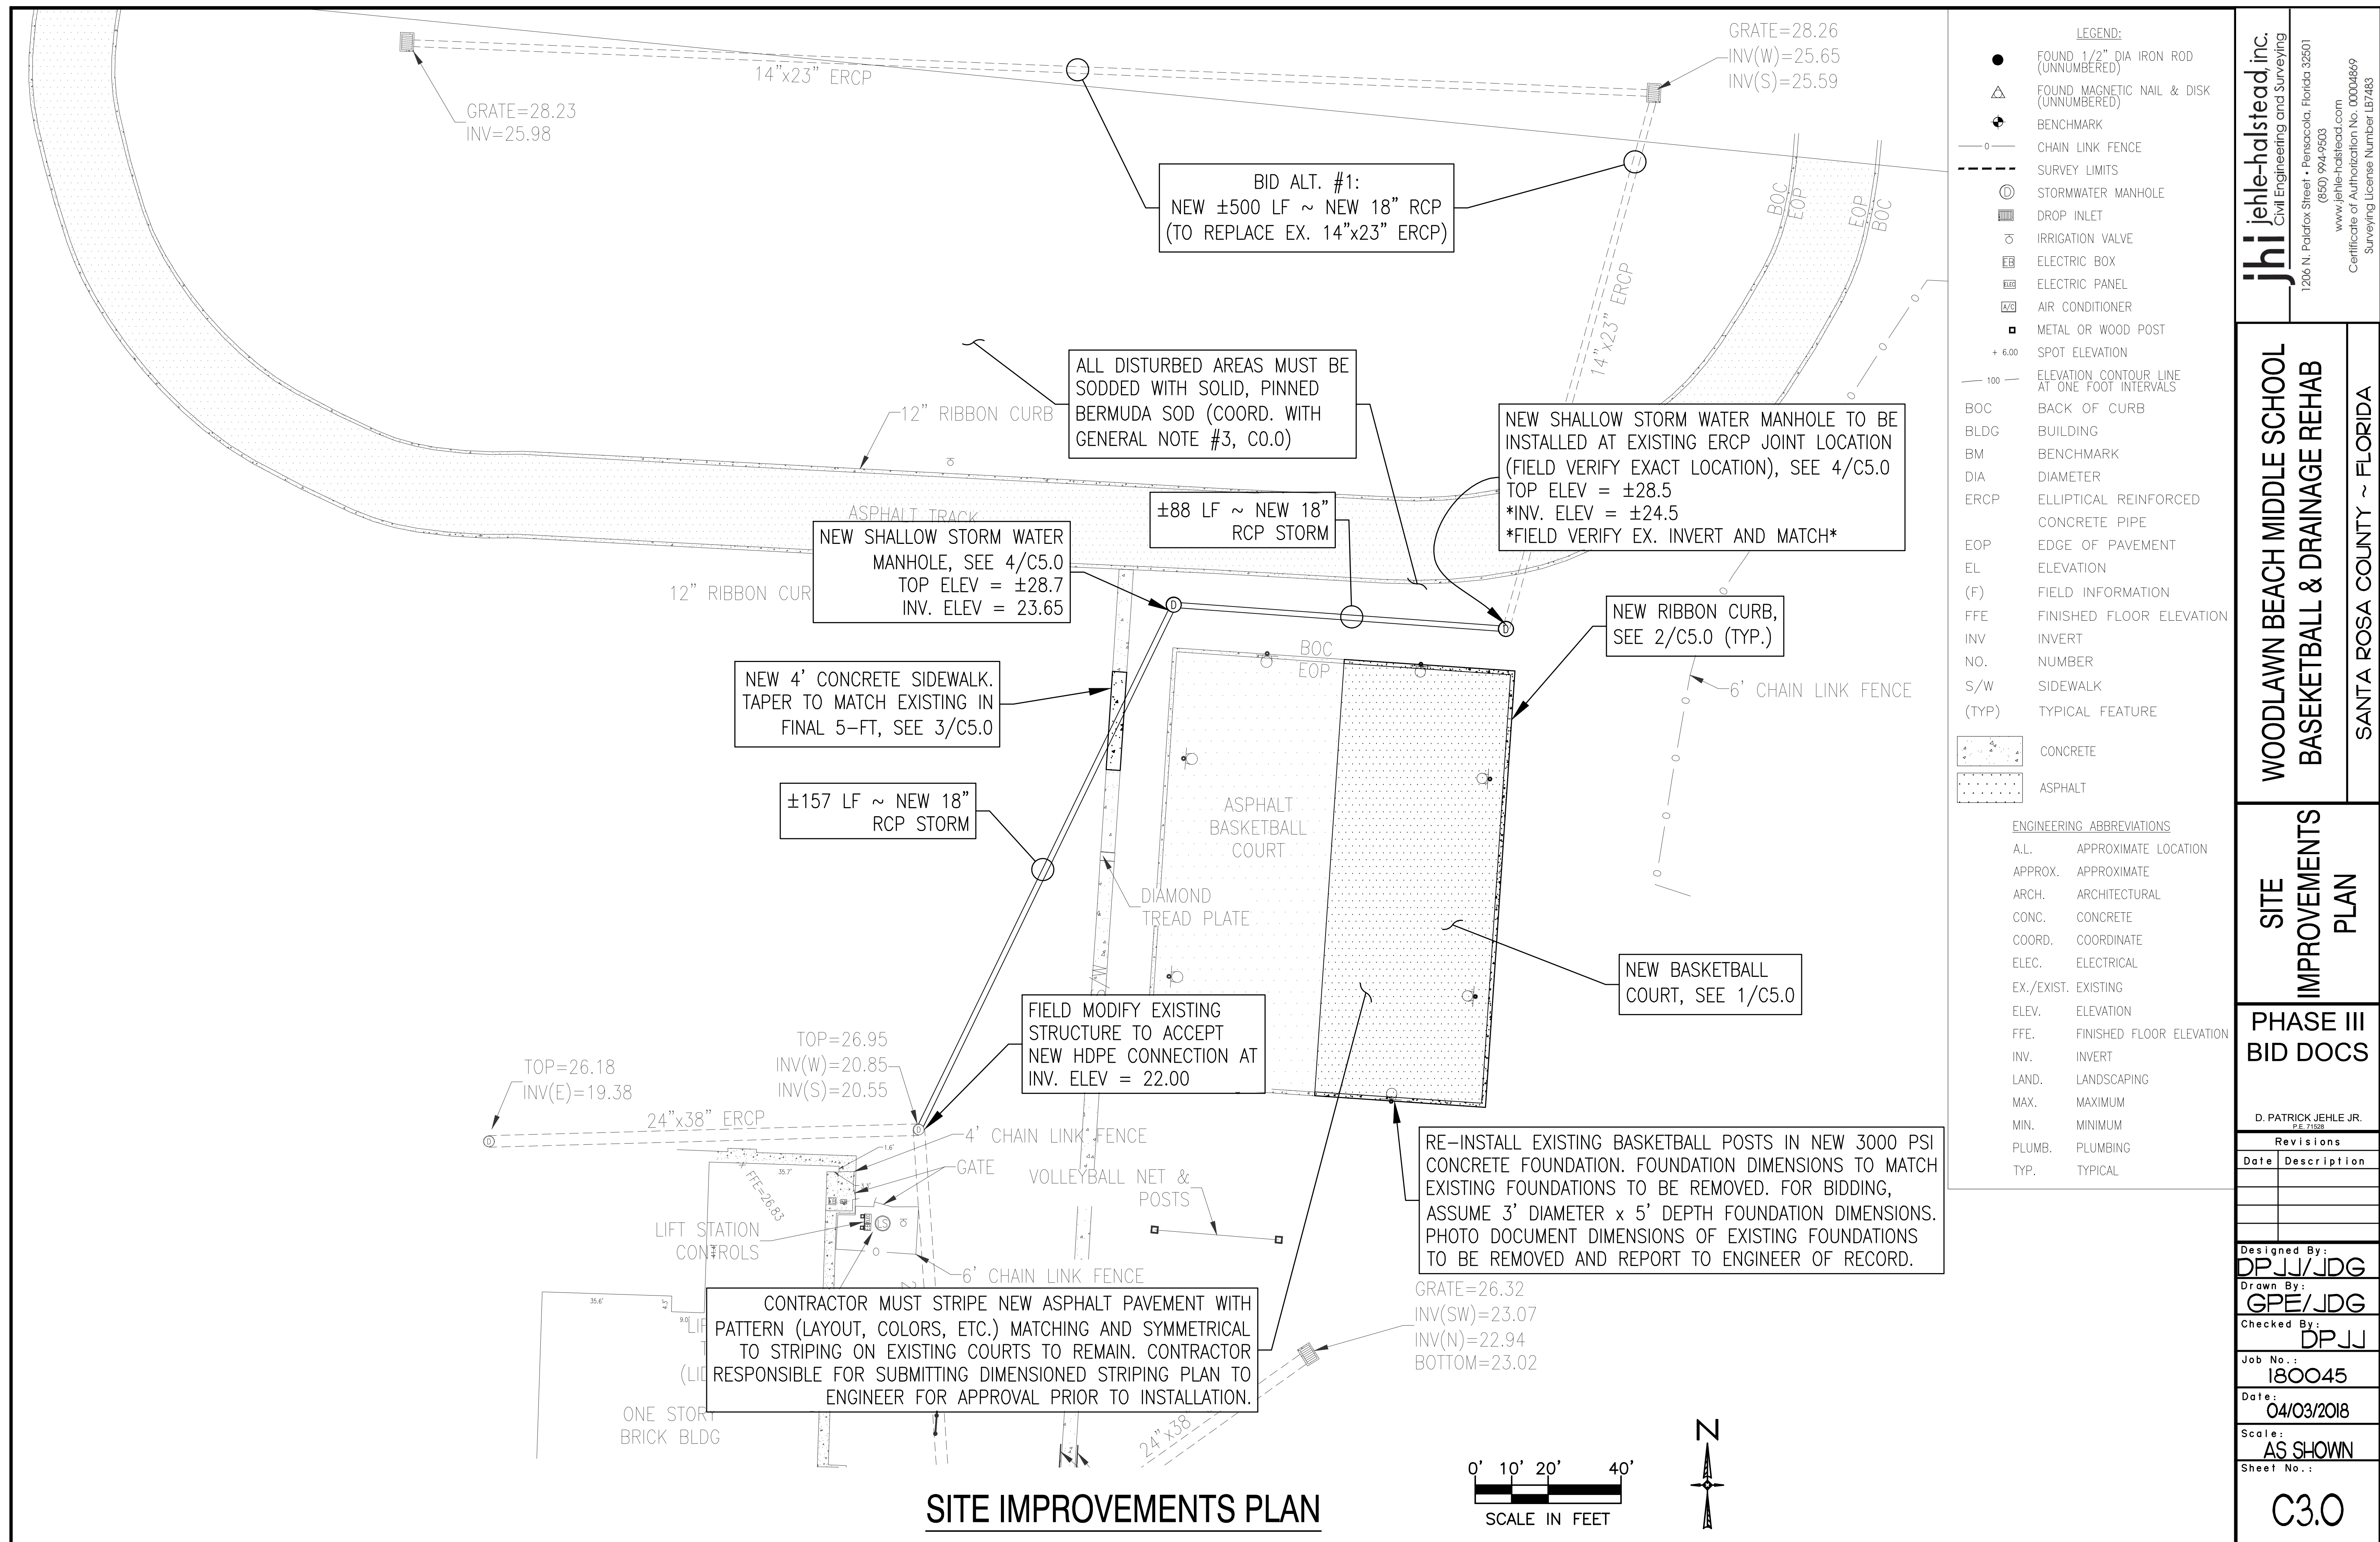 GRATE=28.23
INV=25.98
14"x23" ERCP
GRATE=28.26
INV(W)=25.65
INV(S)=25.59
BID ALT. #1:
NEW ±500 LF ~ NEW 18" RCP
(TO REPLACE EX. 14"x23" ERCP)
BOC
EOP
EOP
BOC
14"x23" ERCP
ALL DISTURBED AREAS MUST BE
SODDED WITH SOLID, PINNED
BERMUDA SOD (COORD. WITH
GENERAL NOTE #3, C0.0)
12" RIBBON CURB
NEW SHALLOW STORM WATER MANHOLE TO BE
INSTALLED AT EXISTING ERCP JOINT LOCATION
(FIELD VERIFY EXACT LOCATION), SEE 4/C5.0
TOP ELEV = ±28.5
*INV. ELEV = ±24.5
*FIELD VERIFY EX. INVERT AND MATCH*
±88 LF ~ NEW 18"
RCP STORM
ASPHALT TRACK
NEW SHALLOW STORM WATER
MANHOLE, SEE 4/C5.0
TOP ELEV = ±28.7
INV. ELEV = 23.65
12" RIBBON CUR
D
D
NEW RIBBON CURB,
SEE 2/C5.0 (TYP.)
BOC
EOP
NEW 4' CONCRETE SIDEWALK.
TAPER TO MATCH EXISTING IN
FINAL 5-FT, SEE 3/C5.0
6' CHAIN LINK FENCE
±157 LF ~ NEW 18"
RCP STORM
ASPHALT
BASKETBALL
COURT
DIAMOND
TREAD PLATE
S/W
NEW BASKETBALL
COURT, SEE 1/C5.0
FIELD MODIFY EXISTING
STRUCTURE TO ACCEPT
NEW HDPE CONNECTION AT
INV. ELEV = 22.00
TOP=26.95
INV(W)=20.85
INV(S)=20.55
TOP=26.18
INV(E)=19.38
24"x38" ERCP
D
D
4' CHAIN LINK FENCE
1.6'
GATE
35.7'
3.3'
FFE=26.83
VOLLEYBALL NET &
POSTS
LIFT STATION
CONTROLS
LS
6' CHAIN LINK FENCE
RE-INSTALL EXISTING BASKETBALL POSTS IN NEW 3000 PSI
CONCRETE FOUNDATION. FOUNDATION DIMENSIONS TO MATCH
EXISTING FOUNDATIONS TO BE REMOVED. FOR BIDDING,
ASSUME 3' DIAMETER x 5' DEPTH FOUNDATION DIMENSIONS.
PHOTO DOCUMENT DIMENSIONS OF EXISTING FOUNDATIONS
TO BE REMOVED AND REPORT TO ENGINEER OF RECORD.
GRATE=26.32
INV(SW)=23.07
INV(N)=22.94
BOTTOM=23.02
35.6'
4.3'
9.0'
CONTRACTOR MUST STRIPE NEW ASPHALT PAVEMENT WITH
PATTERN (LAYOUT, COLORS, ETC.) MATCHING AND SYMMETRICAL
TO STRIPING ON EXISTING COURTS TO REMAIN. CONTRACTOR
RESPONSIBLE FOR SUBMITTING DIMENSIONED STRIPING PLAN TO
ENGINEER FOR APPROVAL PRIOR TO INSTALLATION.
ONE STORY
BRICK BLDG
24"x38
SITE IMPROVEMENTS PLAN
0' 10' 20' 40'
SCALE IN FEET
N
LEGEND:
FOUND 1/2" DIA IRON ROD
(UNNUMBERED)
FOUND MAGNETIC NAIL & DISK
(UNNUMBERED)
BENCHMARK
0 CHAIN LINK FENCE
SURVEY LIMITS
D STORMWATER MANHOLE
DROP INLET
IRRIGATION VALVE
EB ELECTRIC BOX
ELEC ELECTRIC PANEL
A/C AIR CONDITIONER
METAL OR WOOD POST
+ 6.00 SPOT ELEVATION
100 ELEVATION CONTOUR LINE
AT ONE FOOT INTERVALS
BOC BACK OF CURB
BLDG BUILDING
BM BENCHMARK
DIA DIAMETER
ERCP ELLIPTICAL REINFORCED
CONCRETE PIPE
EOP EDGE OF PAVEMENT
EL ELEVATION
(F) FIELD INFORMATION
FFE FINISHED FLOOR ELEVATION
INV INVERT
NO. NUMBER
S/W SIDEWALK
(TYP) TYPICAL FEATURE
CONCRETE
ASPHALT
ENGINEERING ABBREVIATIONS
A.L. APPROXIMATE LOCATION
APPROX. APPROXIMATE
ARCH. ARCHITECTURAL
CONC. CONCRETE
COORD. COORDINATE
ELEC. ELECTRICAL
EX./EXIST. EXISTING
ELEV. ELEVATION
FFE. FINISHED FLOOR ELEVATION
INV. INVERT
LAND. LANDSCAPING
MAX. MAXIMUM
MIN. MINIMUM
PLUMB. PLUMBING
TYP. TYPICAL
jhi jehle-halstead, inc.
Civil Engineering and Surveying
1206 N. Palafox Street • Pensacola, Florida 32501
(850) 994-9503
www.jehle-halstead.com
Certificate of Authorization No. 00004869
Surveying License Number LB7483
WOODLAWN BEACH MIDDLE SCHOOL
BASEKETBALL & DRAINAGE REHAB
SANTA ROSA COUNTY ~ FLORIDA
SITE
IMPROVEMENTS
PLAN
PHASE III
BID DOCS
D. PATRICK JEHLE JR.
P.E. 71528
Revisions
Date Description
Designed By:
DPJJ/JDG
Drawn By:
GPE/JDG
Checked By:
DPJJ
Job No.:
180045
Date:
04/03/2018
Scale:
AS SHOWN
Sheet No.:
C3.0